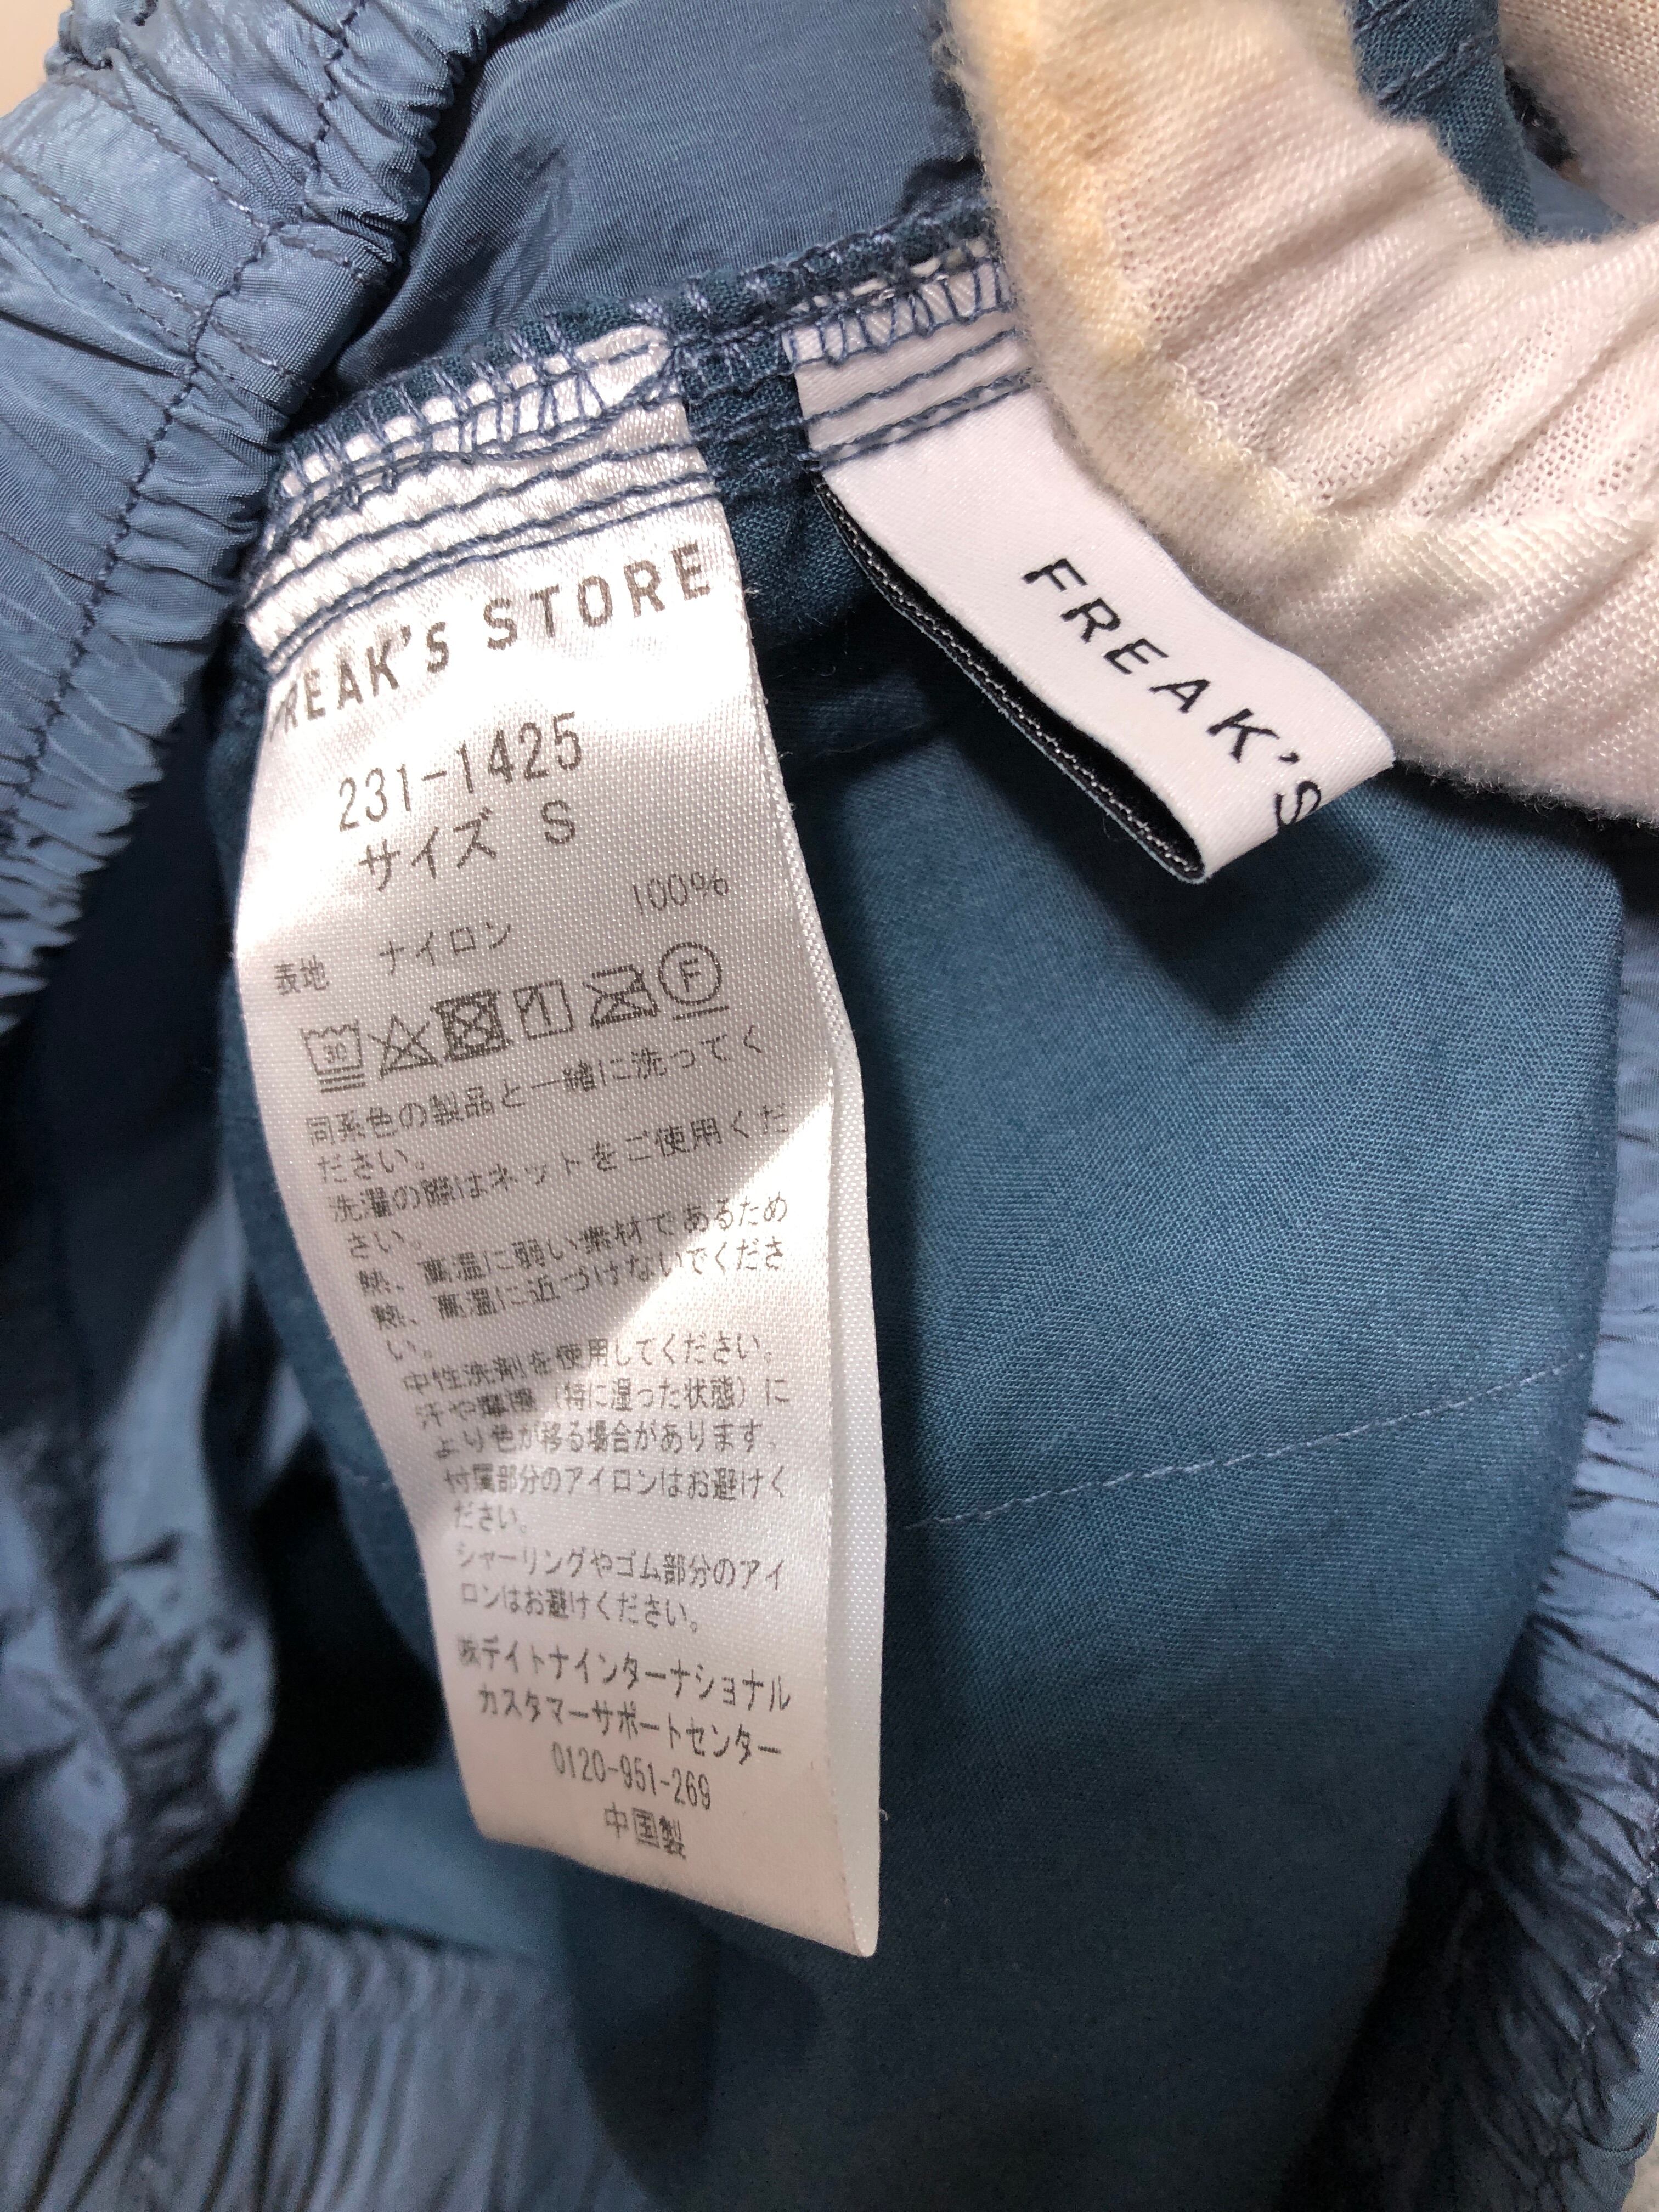 FREAK'S STORE
231-1425
サイズ S
表地 ナイロン 100%
30
F
同系色の製品と一緒に洗ってく
ださい。
洗濯の際はネットをご使用くだ
さい。
熱、高温に弱い素材であるため
熱、高温に近づけないでくださ
い。
中性洗剤を使用してください。
汗や摩擦（特に湿った状態）に
より色が移る場合があります。
付属部分のアイロンはお避けく
ださい。
シャーリングやゴム部分のアイ
ロンはお避けください。
㈱デイトナインターナショナル
カスタマーサポートセンター
0120-951-269
中国製
FREAK'S